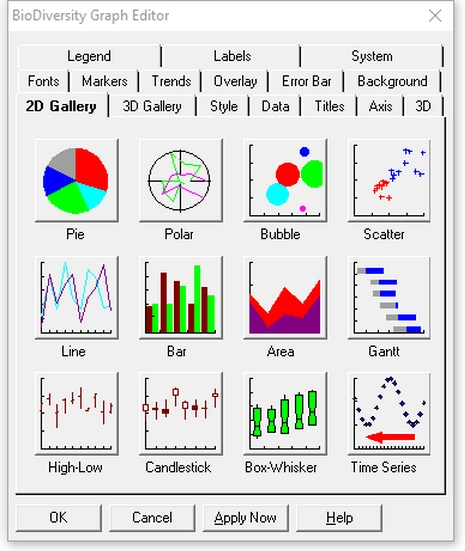 BioDiversity Graph Editor
Legend Labels System
Fonts Markers Trends Overlay Error Bar Background
2D Gallery 3D Gallery Style Data Titles Axis 3D
Pie Polar Bubble Scatter
Line Bar Area Gantt
High-Low Candlestick Box-Whisker Time Series
OK Cancel Apply Now Help